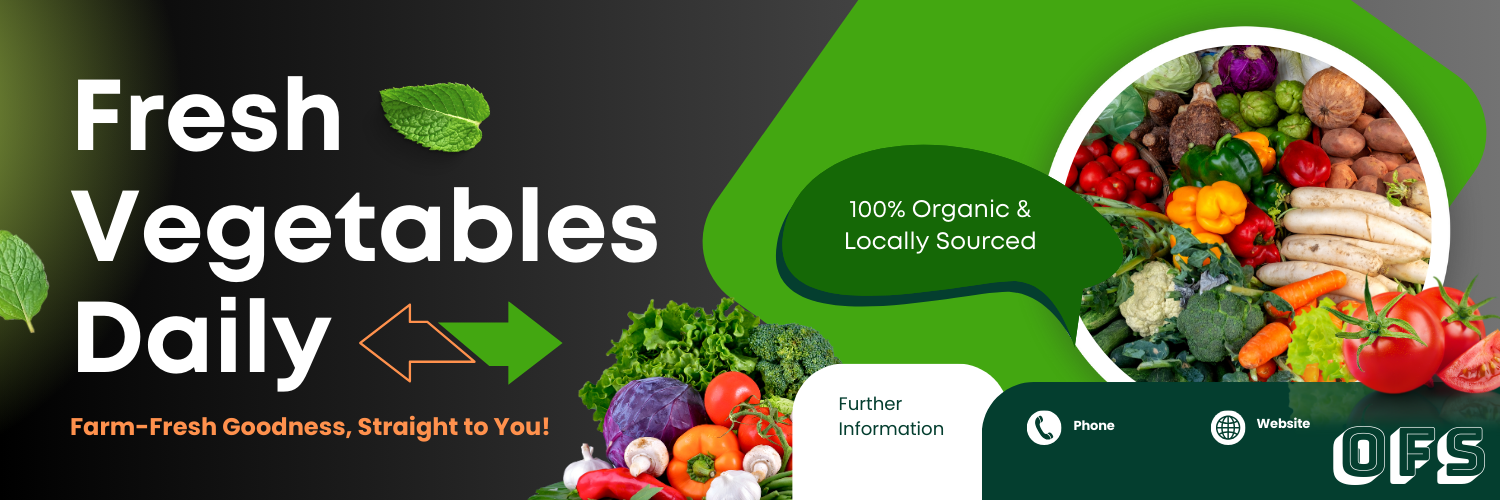 Fresh
Vegetables
Daily
Farm-Fresh Goodness, Straight to You!
100% Organic &
Locally Sourced
Further
Information
Phone
Website
OFS